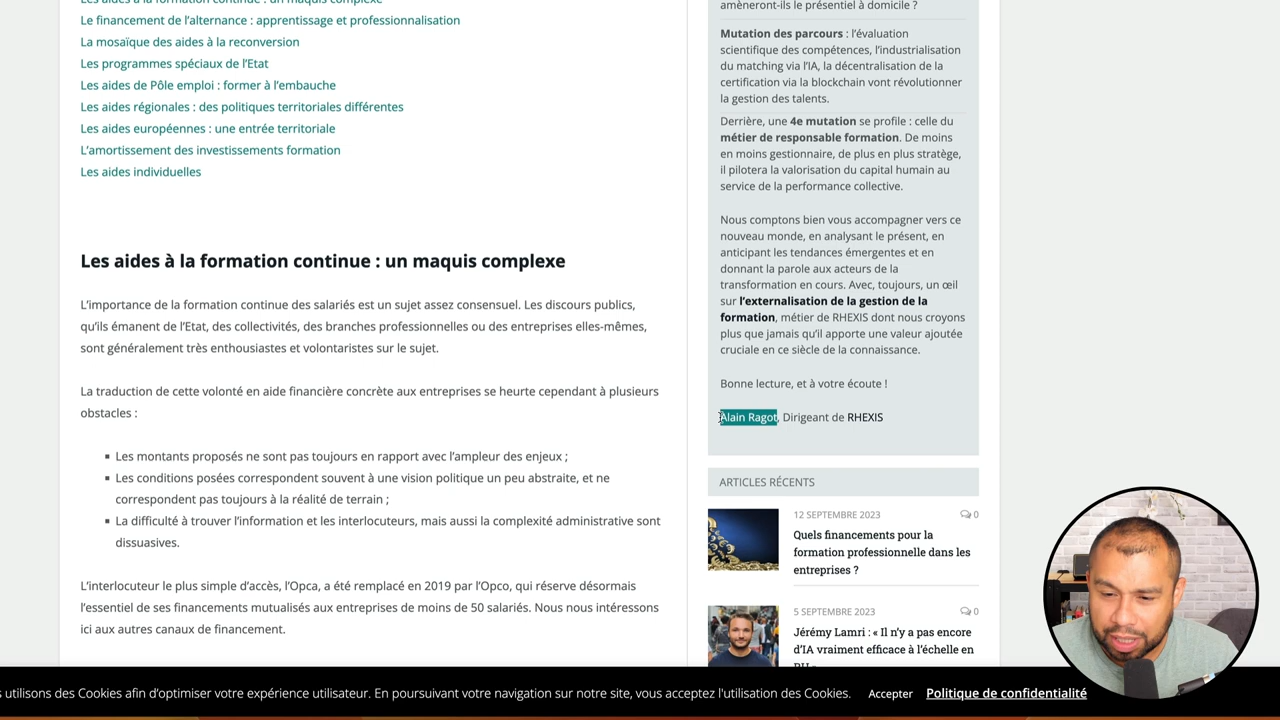 Les aides à la formation continue : un maquis complexe
Le financement de l’alternance : apprentissage et professionnalisation
La mosaïque des aides à la reconversion
Les programmes spéciaux de l’Etat
Les aides de Pôle emploi : former à l’embauche
Les aides régionales : des politiques territoriales différentes
Les aides européennes : une entrée territoriale
L’amortissement des investissements formation
Les aides individuelles
Les aides à la formation continue : un maquis complexe
L’importance de la formation continue des salariés est un sujet assez consensuel. Les discours publics,
qu’ils émanent de l’Etat, des collectivités, des branches professionnelles ou des entreprises elles-mêmes,
sont généralement très enthousiastes et volontaristes sur le sujet.
La traduction de cette volonté en aide financière concrète aux entreprises se heurte cependant à plusieurs
obstacles :
Les montants proposés ne sont pas toujours en rapport avec l’ampleur des enjeux ;
Les conditions posées correspondent souvent à une vision politique un peu abstraite, et ne
correspondent pas toujours à la réalité de terrain ;
La difficulté à trouver l’information et les interlocuteurs, mais aussi la complexité administrative sont
dissuasives.
L’interlocuteur le plus simple d’accès, l’Opca, a été remplacé en 2019 par l’Opco, qui réserve désormais
l’essentiel de ses financements mutualisés aux entreprises de moins de 50 salariés. Nous nous intéressons
ici aux autres canaux de financement.
amèneront-ils le présentiel à domicile ?
Mutation des parcours : l’évaluation
scientifique des compétences, l’industrialisation
du matching via l’IA, la décentralisation de la
certification via la blockchain vont révolutionner
la gestion des talents.
Derrière, une 4e mutation se profile : celle du
métier de responsable formation. De moins
en moins gestionnaire, de plus en plus stratège,
il pilotera la valorisation du capital humain au
service de la performance collective.
Nous comptons bien vous accompagner vers ce
nouveau monde, en analysant le présent, en
anticipant les tendances émergentes et en
donnant la parole aux acteurs de la
transformation en cours. Avec, toujours, un œil
sur l’externalisation de la gestion de la
formation, métier de RHEXIS dont nous croyons
plus que jamais qu’il apporte une valeur ajoutée
cruciale en ce siècle de la connaissance.
Bonne lecture, et à votre écoute !
Alain Ragot, Dirigeant de RHEXIS
ARTICLES RÉCENTS
12 SEPTEMBRE 2023 0
Quels financements pour la
formation professionnelle dans les
entreprises ?
5 SEPTEMBRE 2023 0
Jérémy Lamri : « Il n’y a pas encore
d’IA vraiment efficace à l’échelle en
RH »
s utilisons des Cookies afin d’optimiser votre expérience utilisateur. En poursuivant votre navigation sur notre site, vous acceptez l’utilisation des Cookies. Accepter Politique de confidentialité